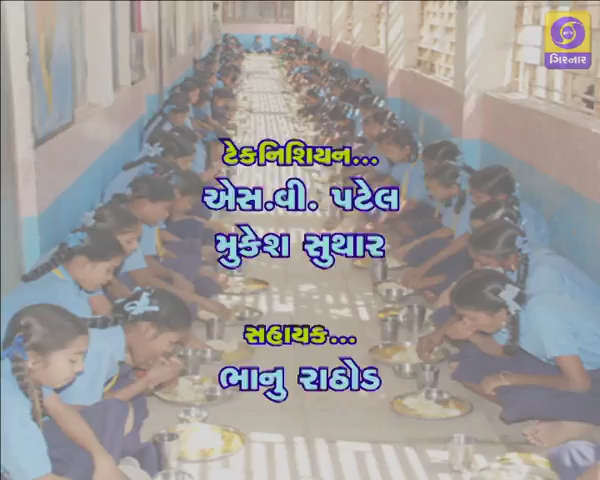 ગિરનાર
ટેકનિશિયન...
એસ.વી. પટેલ
મુકેશ સુથાર
સહાયક...
ભાનુ રાઠોડ